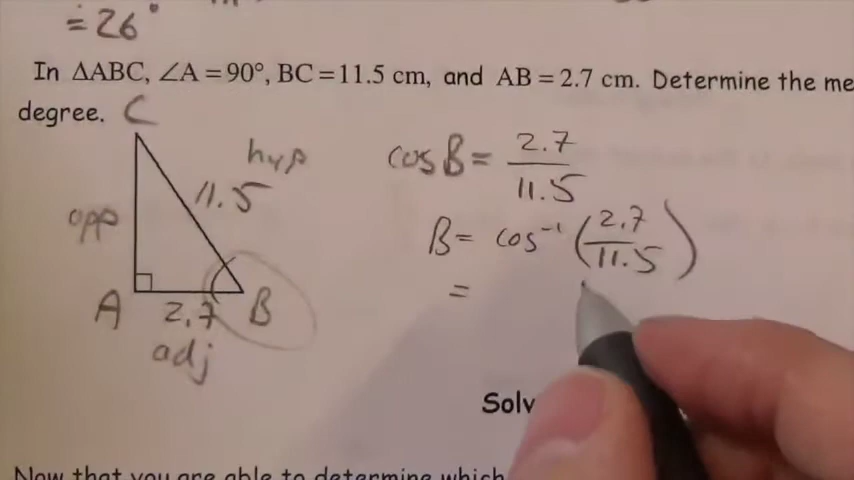 = 26°
In ΔABC, ∠A = 90°, BC = 11.5 cm, and AB = 2.7 cm. Determine the me
degree.
C
hyp
11.5
opp
A
2.7
B
adj
cos B = 2.7
11.5
B = cos⁻¹ (2.7
11.5)
=
Solv
Now that you are able to determine which